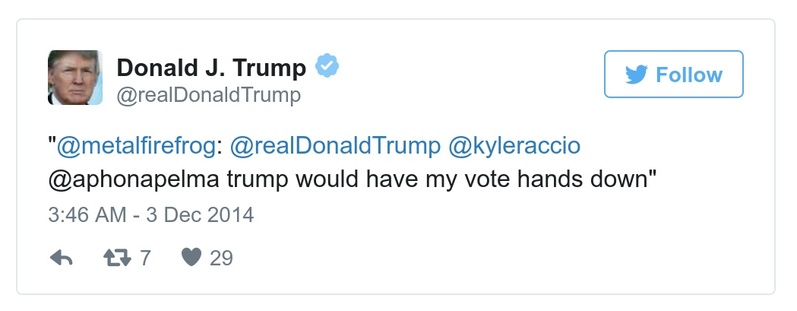 Donald J. Trump
@realDonaldTrump
Follow
"@metalfirefrog: @realDonaldTrump @kyleraccio
@aphonapelma trump would have my vote hands down"
3:46 AM - 3 Dec 2014
7 29